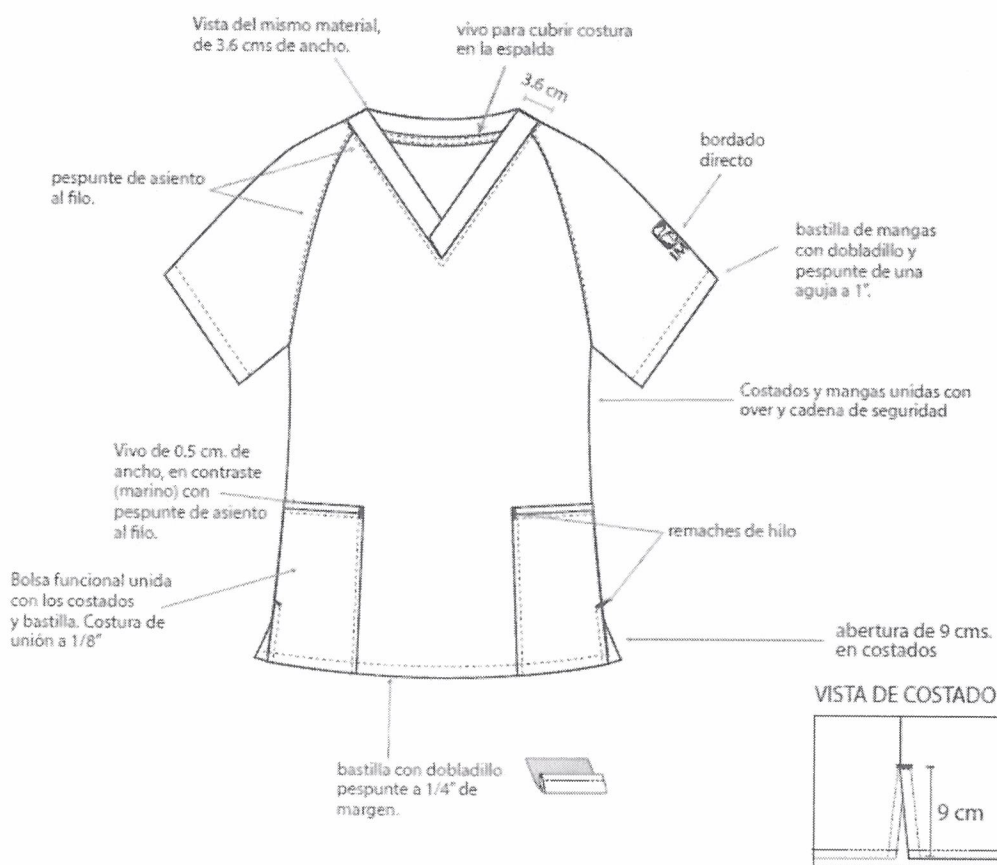 Vista del mismo material,
de 3.6 cms de ancho.
vivo para cubrir costura
en la espalda
3.6 cm
bordado
directo
pespunte de asiento
al filo.
bastilla de mangas
con dobladillo y
pespunte de una
aguja a 1”.
Costados y mangas unidas con
over y cadena de seguridad
Vivo de 0.5 cm. de
ancho, en contraste
(marino) con
pespunte de asiento
al filo.
remaches de hilo
Bolsa funcional unida
con los costados
y bastilla. Costura de
unión a 1/8”
abertura de 9 cms.
en costados
VISTA DE COSTADO
bastilla con dobladillo
pespunte a 1/4” de
margen.
9 cm